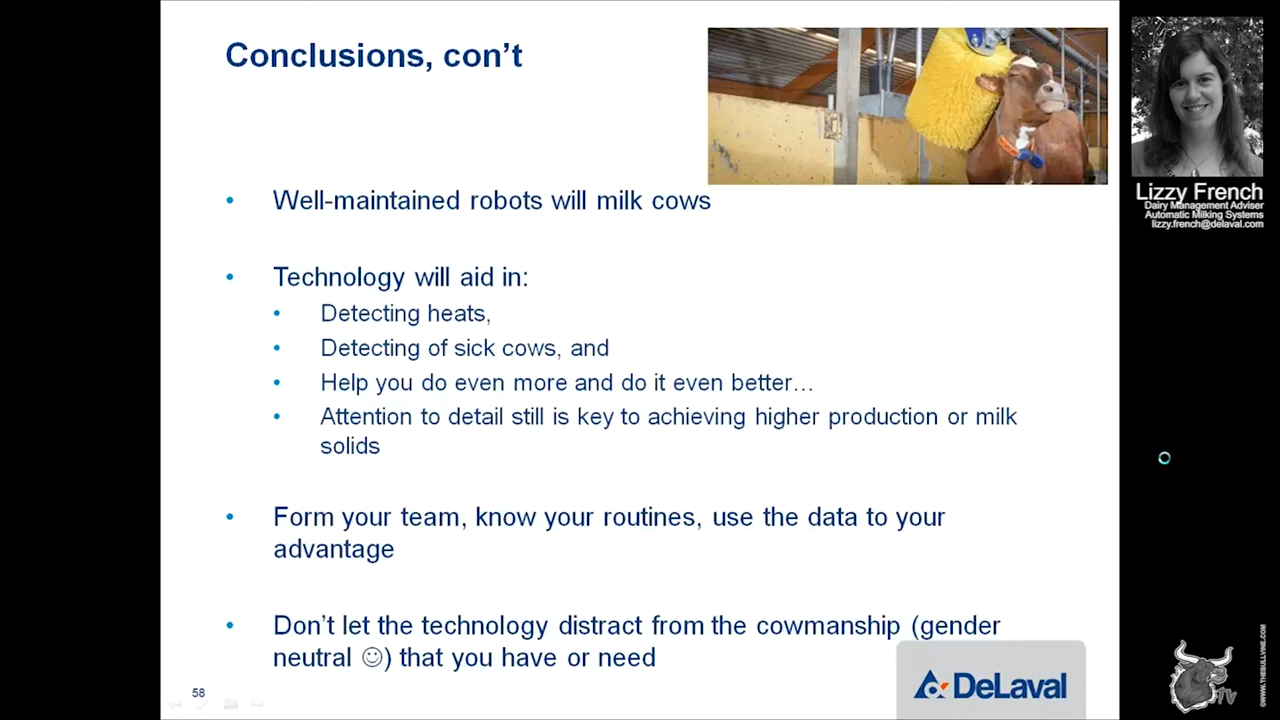 Conclusions, con't
• Well-maintained robots will milk cows
• Technology will aid in:
• Detecting heats,
• Detecting of sick cows, and
• Help you do even more and do it even better…
• Attention to detail still is key to achieving higher production or milk
solids
• Form your team, know your routines, use the data to your
advantage
• Don't let the technology distract from the cowmanship (gender
neutral ☺) that you have or need
58
DeLaval
Lizzy French
Dairy Management Adviser
Automatic Milking Systems
lizzy.french@delaval.com
TV
©WWW.THEBULLVINE.COM